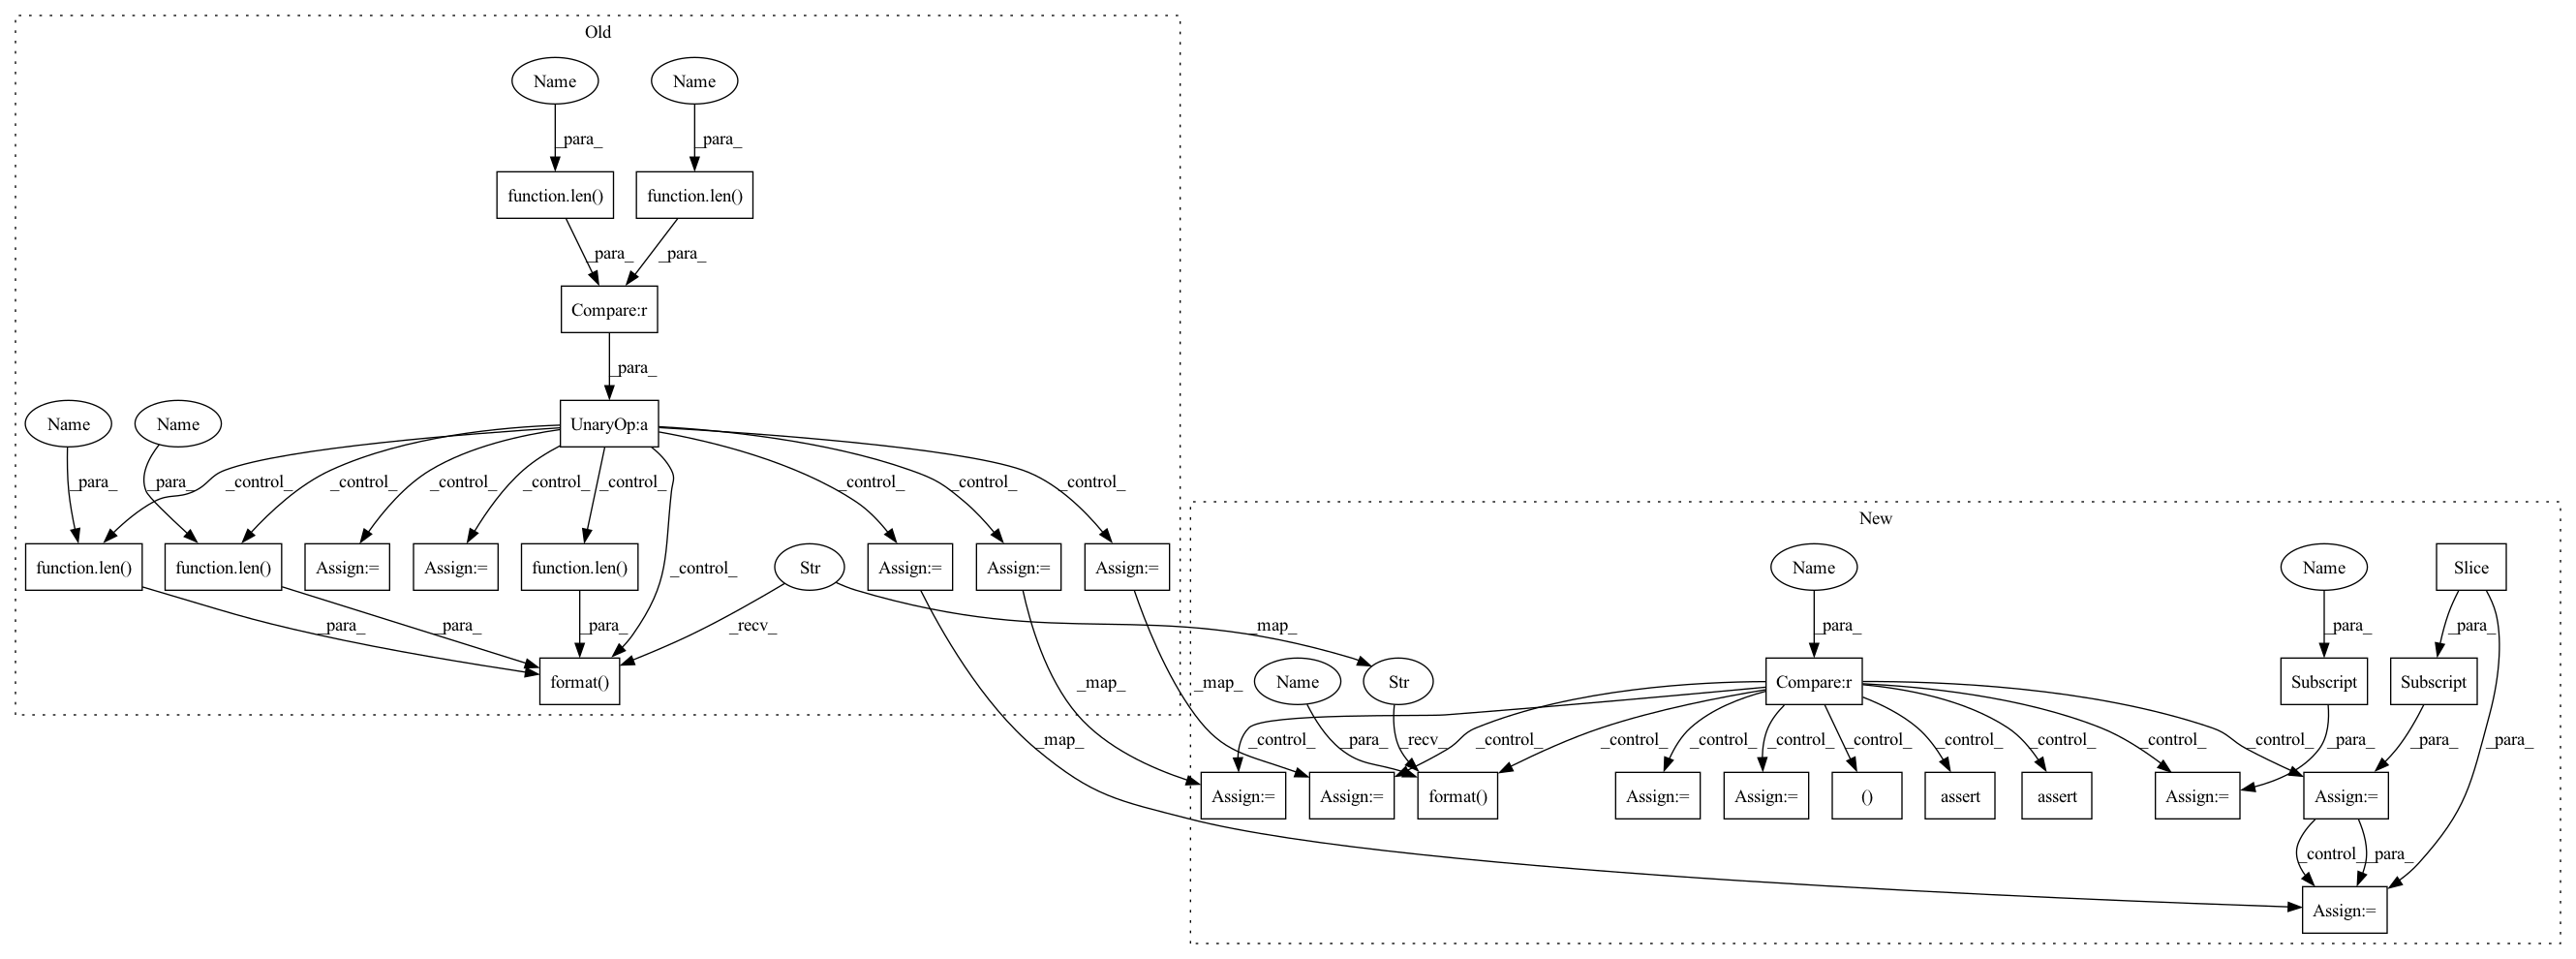 Old
Name Name
_para_ _para_
function.len() function.len()
_para_ _para_
Compare:r
_para_
Name Name UnaryOp:a
_para_ _para_ _control_ _control_ _control_ _control_ _control_ _control_ _control_ _control_
New
function.len() function.len() Assign:= Assign:= function.len() Str Assign:= Assign:= Assign:= Name Name Slice
_control_
_para_ _para_ _para_ _recv_ _map_ _para_ _para_ _para_
format() Name Str Compare:r Subscript Subscript
_map_ _map_
_map_ _control_ _para_ _recv_ _control_ _control_ _control_ _control_ _control_ _control_ _control_ _control_ _control_ _para_ _para_ _para_
Assign:= Assign:= format() Assign:= Assign:= () assert assert Assign:= Assign:=
_control_ _para_
Assign:=